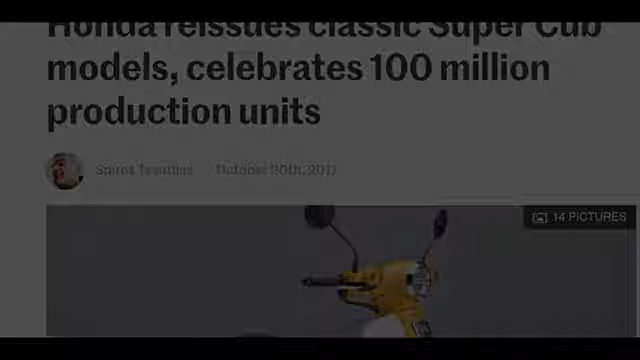 Honda reissues classic Super Cub
models, celebrates 100 million
production units
October 30th, 2017
14 PICTURES